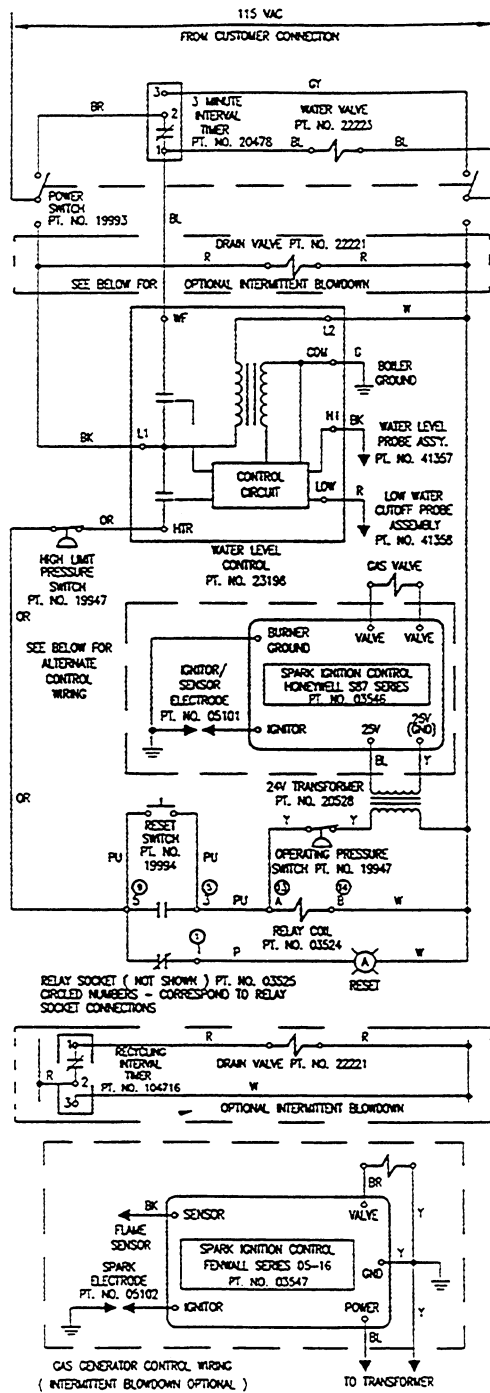 115 VAC
FROM CUSTOMER CONNECTION
GY
3
BR
2
3 MINUTE
INTERVAL
TIMER
PT. NO. 20478
WATER VALVE
PT. NO. 22223
1
BL
BL
POWER
SWITCH
PT. NO. 19993
BL
DRAIN VALVE PT. NO. 22221
R
R
SEE BELOW FOR
OPTIONAL INTERMITTENT BLOWDOWN
WF
L2
W
COM
G
BOILER
GROUND
HI
BK
WATER LEVEL
PROBE ASS'Y.
PT. NO. 41357
BK
L1
CONTROL
CIRCUIT
LOW
R
LOW WATER
CUTOFF PROBE
ASSEMBLY
PT. NO. 41358
OR
HTR
HIGH LIMIT
PRESSURE
SWITCH
PT. NO. 19947
WATER LEVEL
CONTROL
PT. NO. 23198
GAS VALVE
OR
SEE BELOW FOR
ALTERNATE
CONTROL
WIRING
BURNER
GROUND
VALVE
VALVE
SPARK IGNITION CONTROL
HONEYWELL S87 SERIES
PT. NO. 03546
IGNITOR/
SENSOR
ELECTRODE
PT. NO. 05101
IGNITOR
25V
25V
(GND)
BL
Y
24V TRANSFORMER
PT. NO. 20528
OR
RESET
SWITCH
PT. NO.
19994
Y
Y
OPERATING PRESSURE
SWITCH PT. NO. 19947
PU
PU
9
5
5
3
PU
13
A
14
B
W
RELAY COIL
PT. NO. 03524
1
1
P
A
W
RESET
RELAY SOCKET ( NOT SHOWN ) PT. NO. 03525
CIRCLED NUMBERS - CORRESPOND TO RELAY
SOCKET CONNECTIONS
1
R
R
RECYCLING
INTERVAL
TIMER
PT. NO. 104716
DRAIN VALVE PT. NO. 22221
R
2
W
3
OPTIONAL INTERMITTENT BLOWDOWN
BK
SENSOR
BR
VALVE
Y
FLAME
SENSOR
SPARK IGNITION CONTROL
FENWALL SERIES 05-16
PT. NO. 03547
Y
GND
SPARK
ELECTRODE
PT. NO. 05102
IGNITOR
POWER
Y
BL
GAS GENERATOR CONTROL WIRING
( INTERMITTENT BLOWDOWN OPTIONAL )
TO TRANSFORMER